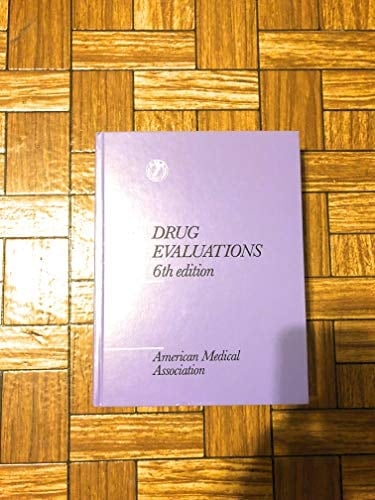 DRUG
EVALUATIONS
6th edition
American Medical
Association